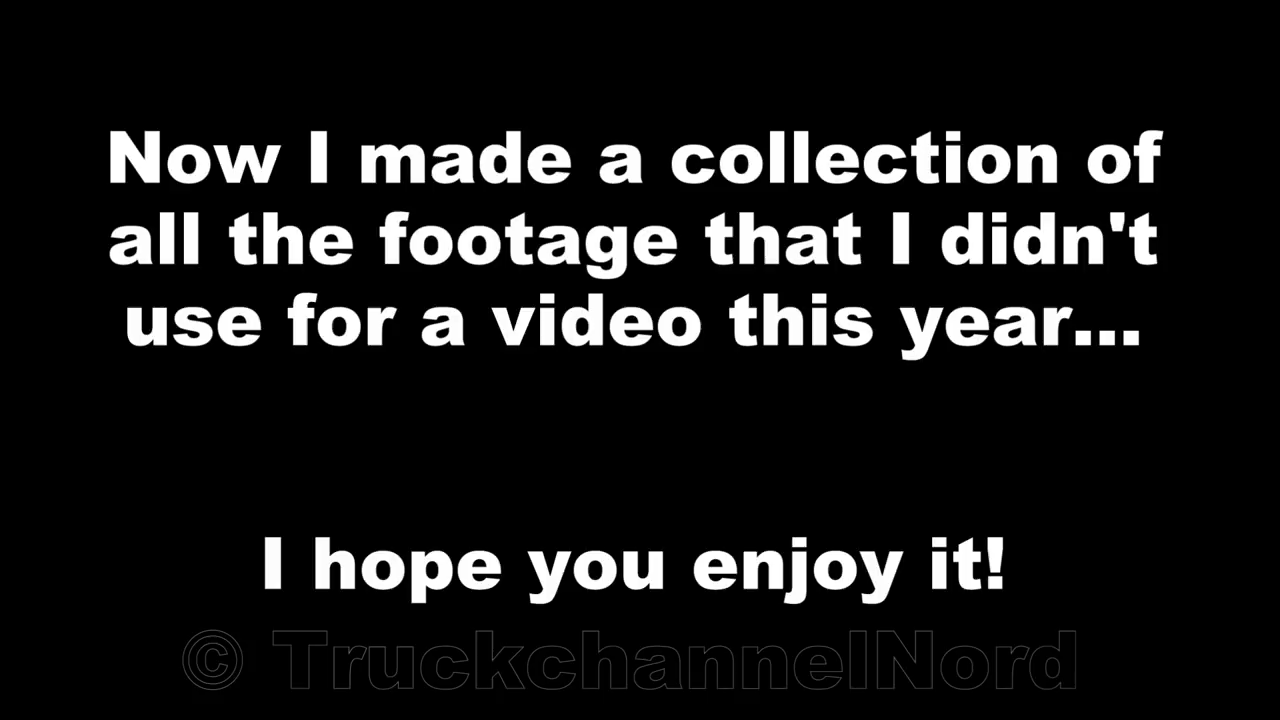 Now I made a collection of
all the footage that I didn't
use for a video this year...
I hope you enjoy it!
© TruckchannelNord